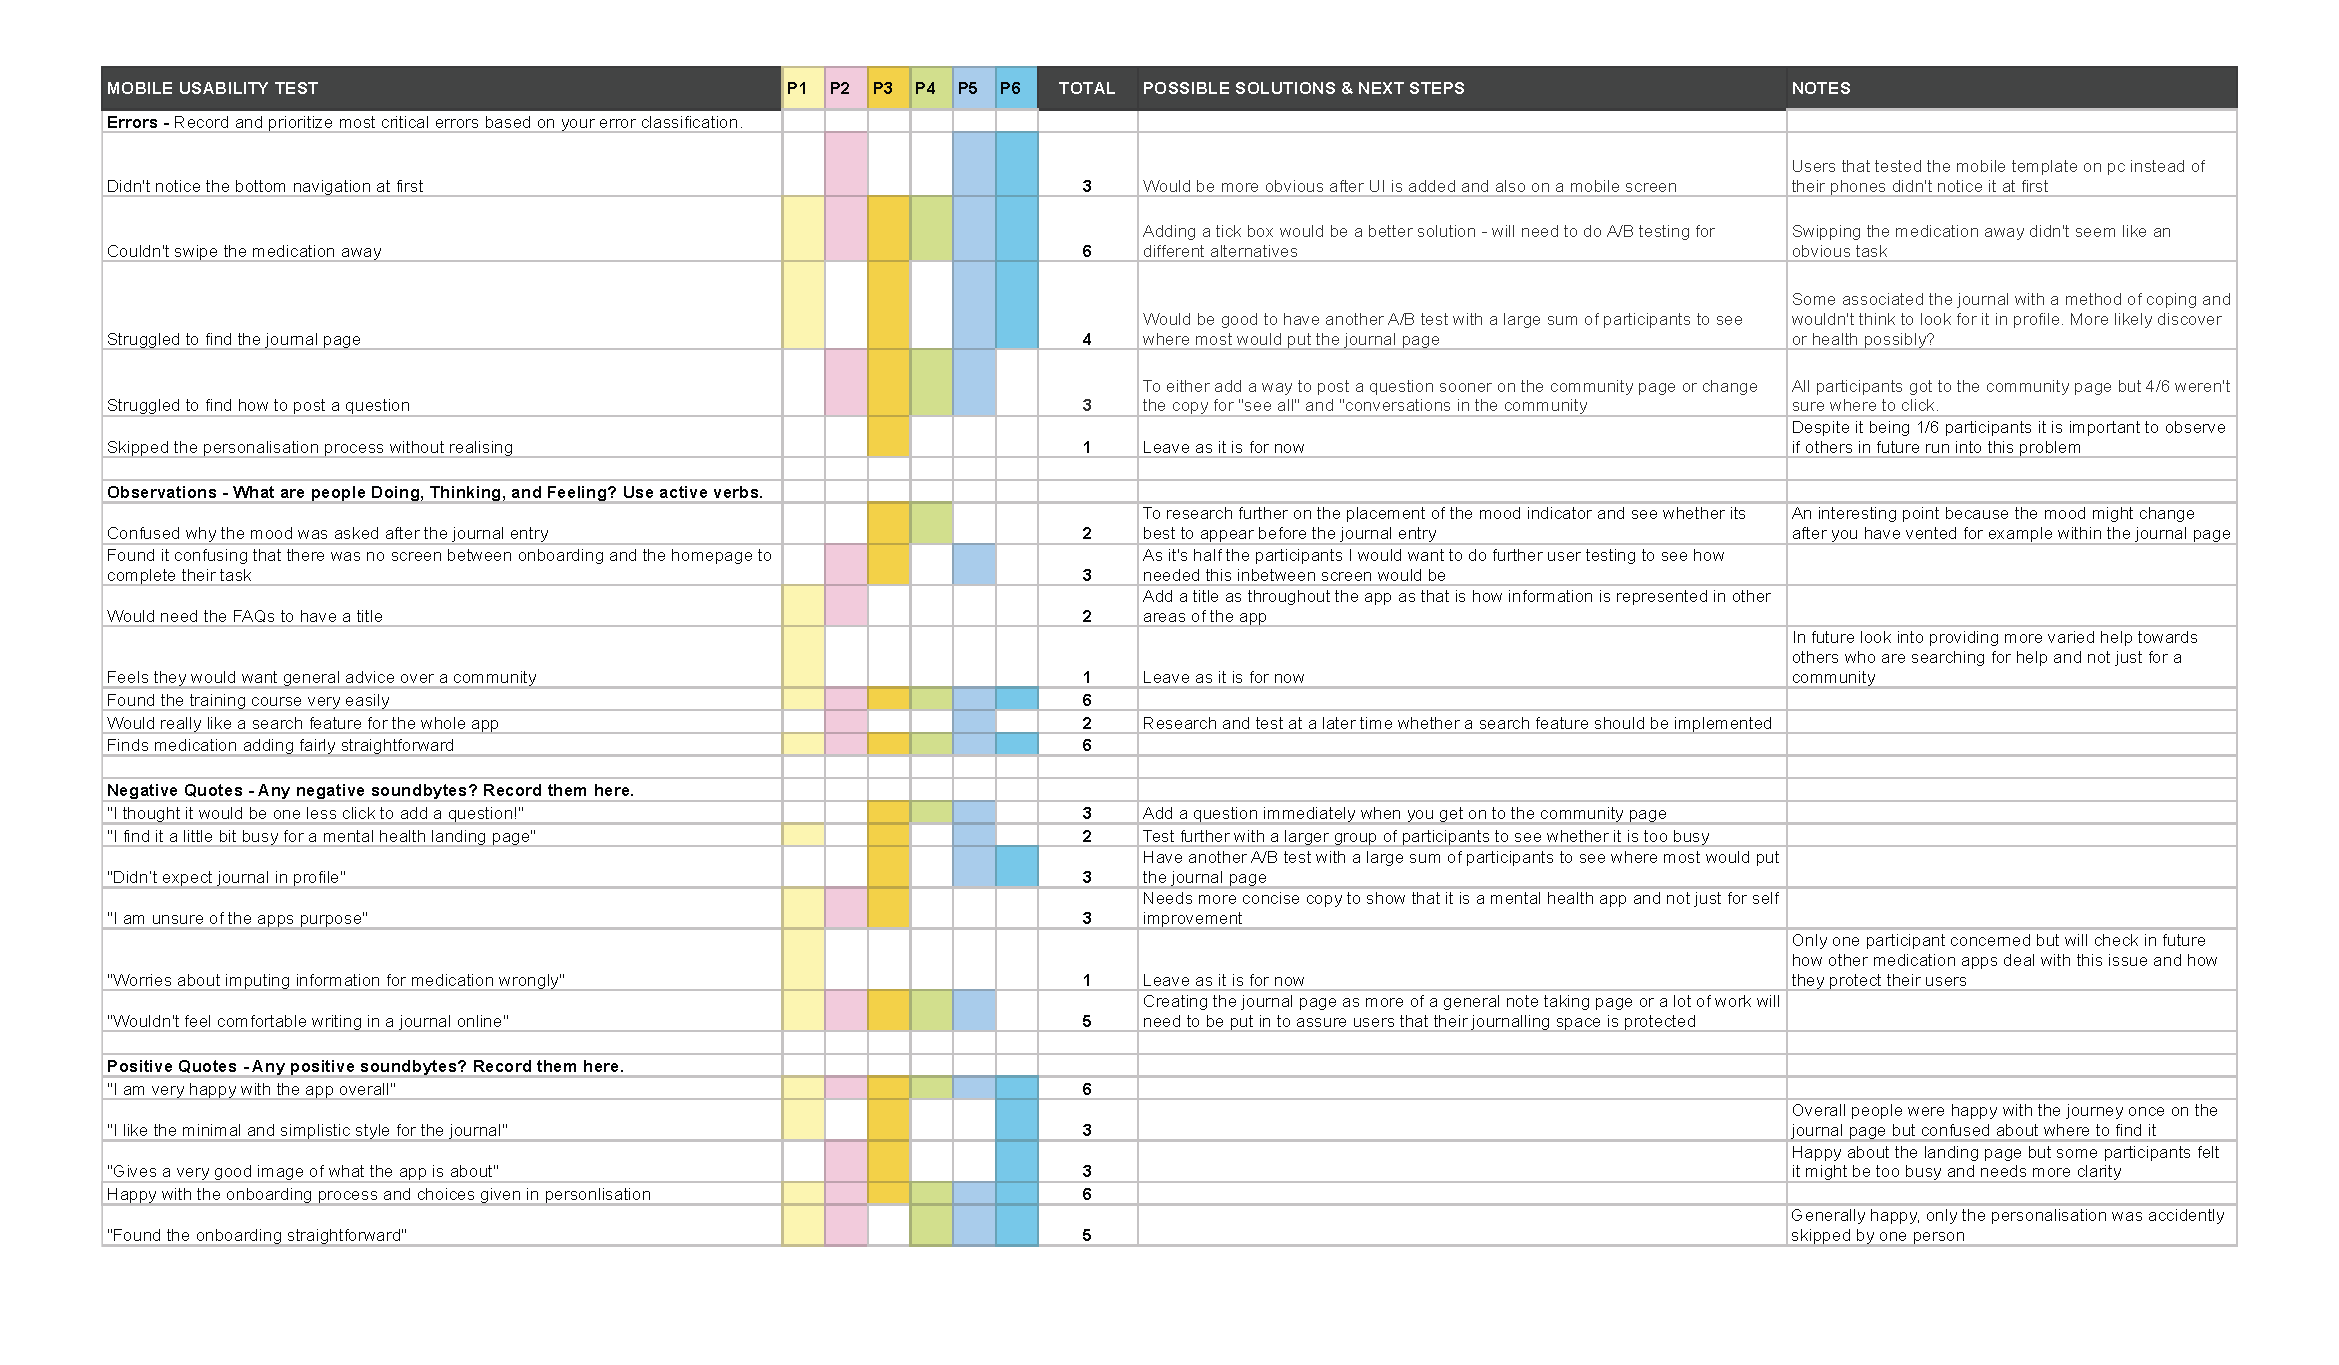 MOBILE USABILITY TEST P1 P2 P3 P4 P5 P6 TOTAL POSSIBLE SOLUTIONS & NEXT STEPS NOTES
Errors - Record and prioritize most critical errors based on your error classification.
Didn't notice the bottom navigation at first
3
Would be more obvious after UI is added and also on a mobile screen
Users that tested the mobile template on pc instead of
their phones didn't notice it at first
Couldn't swipe the medication away
6
Adding a tick box would be a better solution - will need to do A/B testing for
different alternatives
Swiping the medication away didn't seem like an
obvious task
Struggled to find the journal page
4
Would be good to have another A/B test with a large sum of participants to see
where most would put the journal page
Some associated the journal with a method of coping and
wouldn't think to look for it in profile. More likely discover
or health possibly?
Struggled to find how to post a question
3
To either add a way to post a question sooner on the community page or change
the copy for "see all" and "conversations in the community
All participants got to the community page but 4/6 weren't
sure where to click.
Skipped the personalisation process without realising
1
Leave as it is for now
Despite it being 1/6 participants it is important to observe
if others in future run into this problem
Observations - What are people Doing, Thinking, and Feeling? Use active verbs.
Confused why the mood was asked after the journal entry
2
To research further on the placement of the mood indicator and see whether its
best to appear before the journal entry
An interesting point because the mood might change
after you have vented for example within the journal page
Found it confusing that there was no screen between onboarding and the homepage to
complete their task
3
As it's half the participants I would want to do further user testing to see how
needed this inbetween screen would be
Would need the FAQs to have a title
2
Add a title as throughout the app as that is how information is represented in other
areas of the app
Feels they would want general advice over a community
1
Leave as it is for now
In future look into providing more varied help towards
others who are searching for help and not just for a
community
Found the training course very easily
6
Would really like a search feature for the whole app
2
Research and test at a later time whether a search feature should be implemented
Finds medication adding fairly straightforward
6
Negative Quotes - Any negative soundbytes? Record them here.
"I thought it would be one less click to add a question!"
3
Add a question immediately when you get on to the community page
"I find it a little bit busy for a mental health landing page"
2
Test further with a larger group of participants to see whether it is too busy
"Didn't expect journal in profile"
3
Have another A/B test with a large sum of participants to see where most would put
the journal page
"I am unsure of the apps purpose"
3
Needs more concise copy to show that it is a mental health app and not just for self
improvement
"Worries about imputing information for medication wrongly"
1
Leave as it is for now
Only one participant concerned but will check in future
how other medication apps deal with this issue and how
they protect their users
"Wouldn't feel comfortable writing in a journal online"
5
Creating the journal page as more of a general note taking page or a lot of work will
need to be put in to assure users that their journalling space is protected
Positive Quotes - Any positive soundbytes? Record them here.
"I am very happy with the app overall"
6
"I like the minimal and simplistic style for the journal"
3
Overall people were happy with the journey once on the
journal page but confused about where to find it
"Gives a very good image of what the app is about"
3
Happy about the landing page but some participants felt
it might be too busy and needs more clarity
Happy with the onboarding process and choices given in personlisation
6
"Found the onboarding straightforward"
5
Generally happy, only the personalisation was accidently
skipped by one person